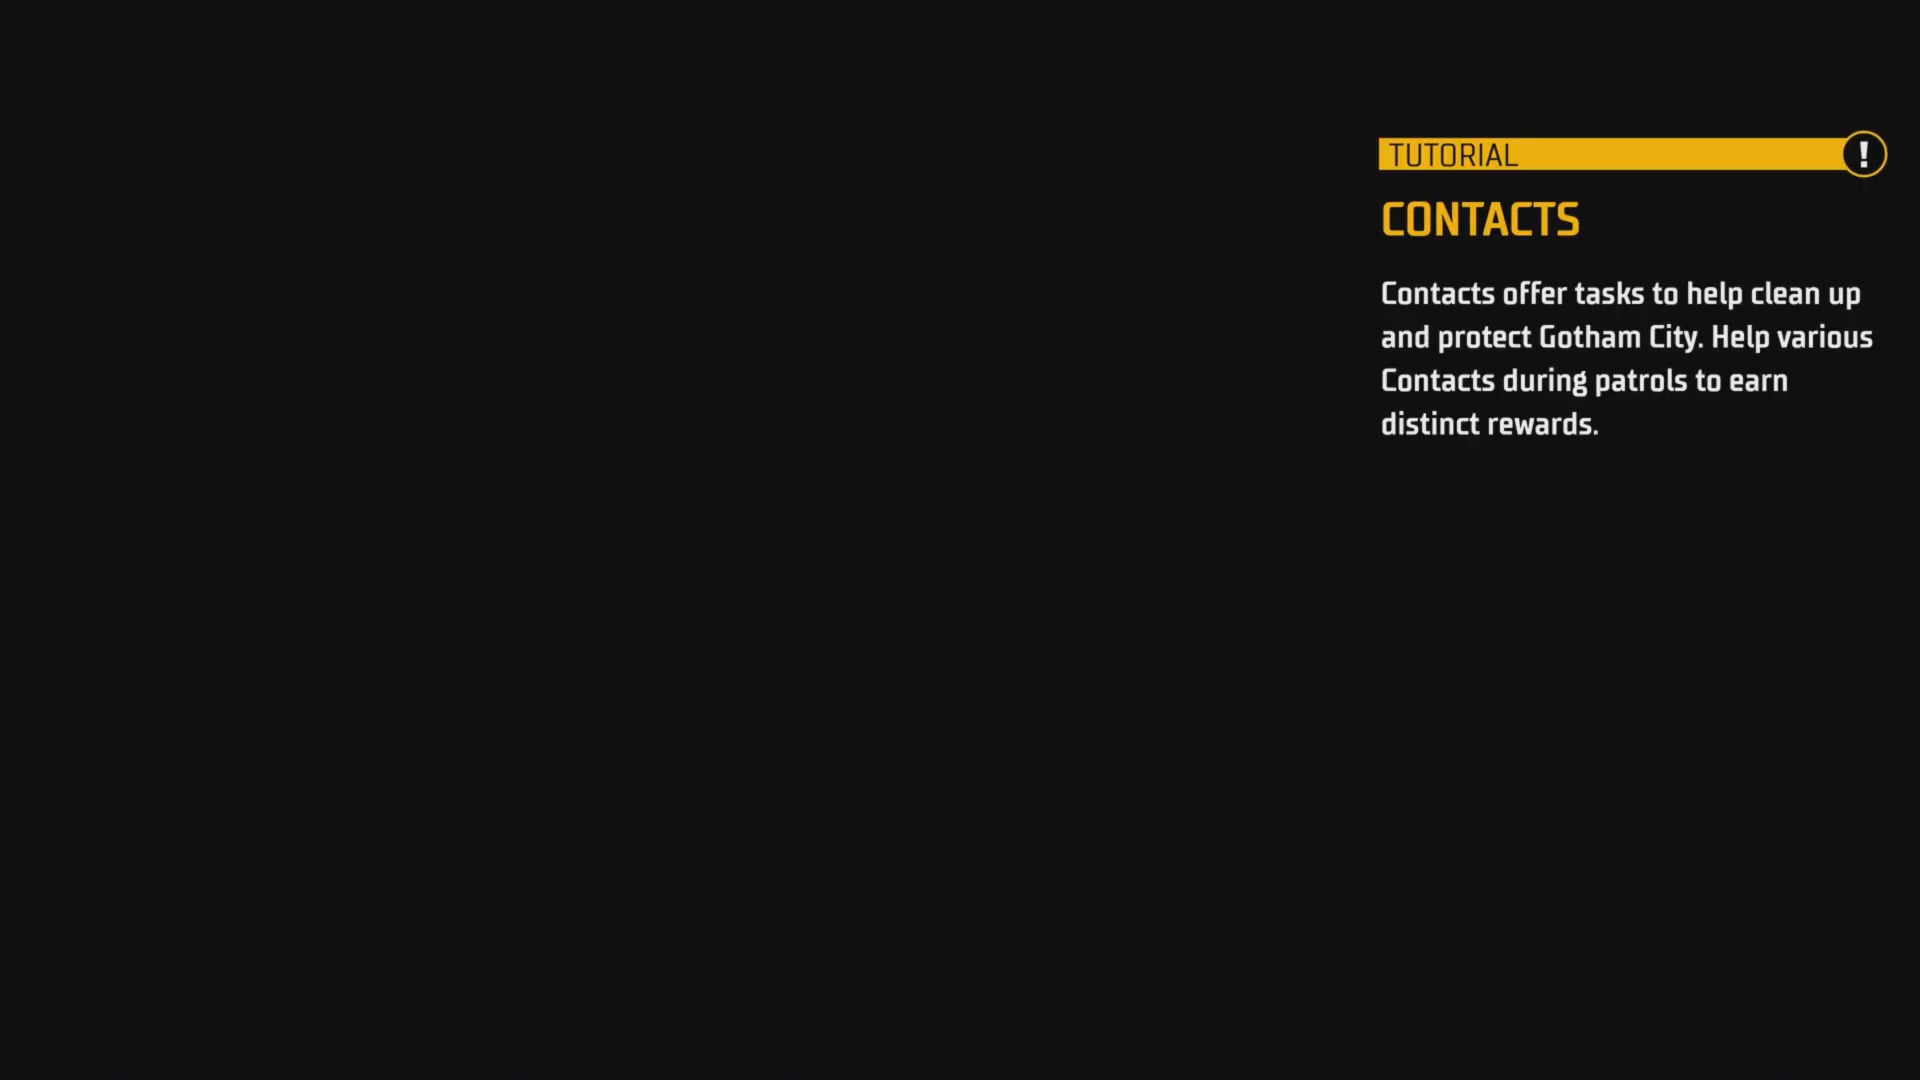 TUTORIAL
!
CONTACTS
Contacts offer tasks to help clean up
and protect Gotham City. Help various
Contacts during patrols to earn
distinct rewards.